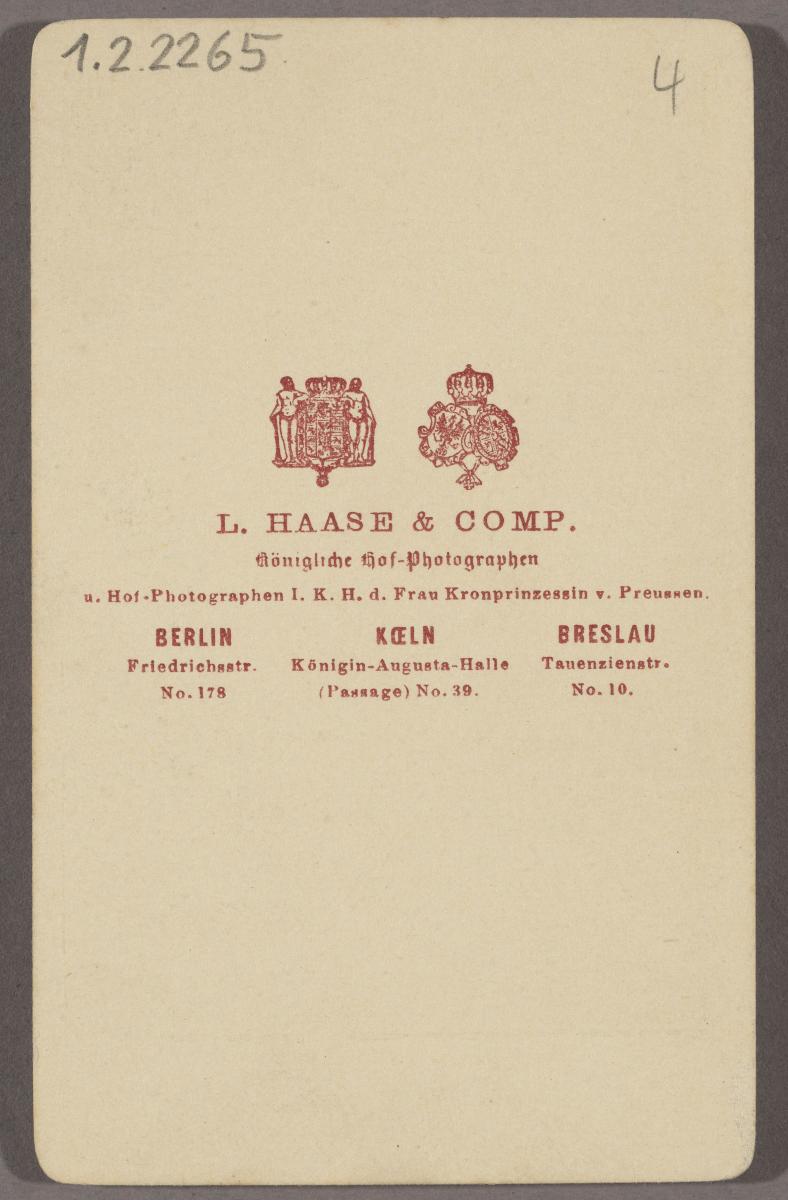 1.2.2265
4
L. HAASE & COMP.
Königliche Hof-Photographen
u. Hof-Photographen I. K. H. d. Frau Kronprinzessin v. Preussen.
BERLIN KŒLN BRESLAU
Friedrichsstr. Königin-Augusta-Halle Tauenzienstr.
No. 178 (Passage) No. 39. No. 10.